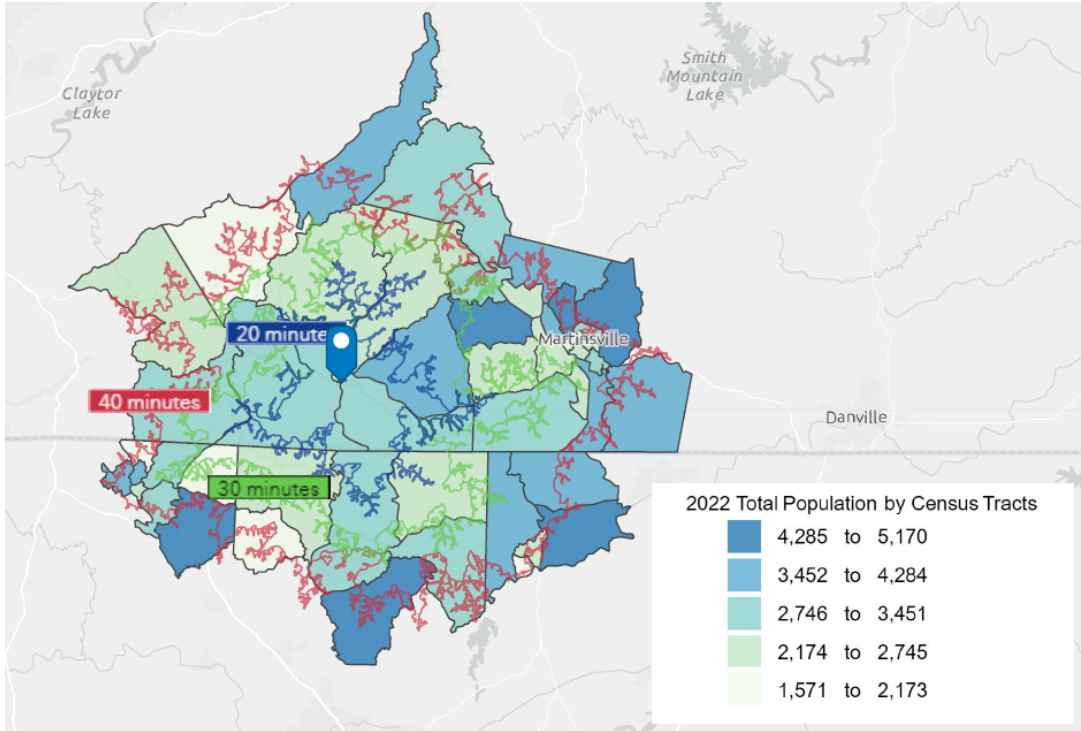 Claytor
Lake
Smith
Mountain
Lake
20 minute
Martinsville
40 minutes
Danville
30 minutes
2022 Total Population by Census Tracts
4,285 to 5,170
3,452 to 4,284
2,746 to 3,451
2,174 to 2,745
1,571 to 2,173